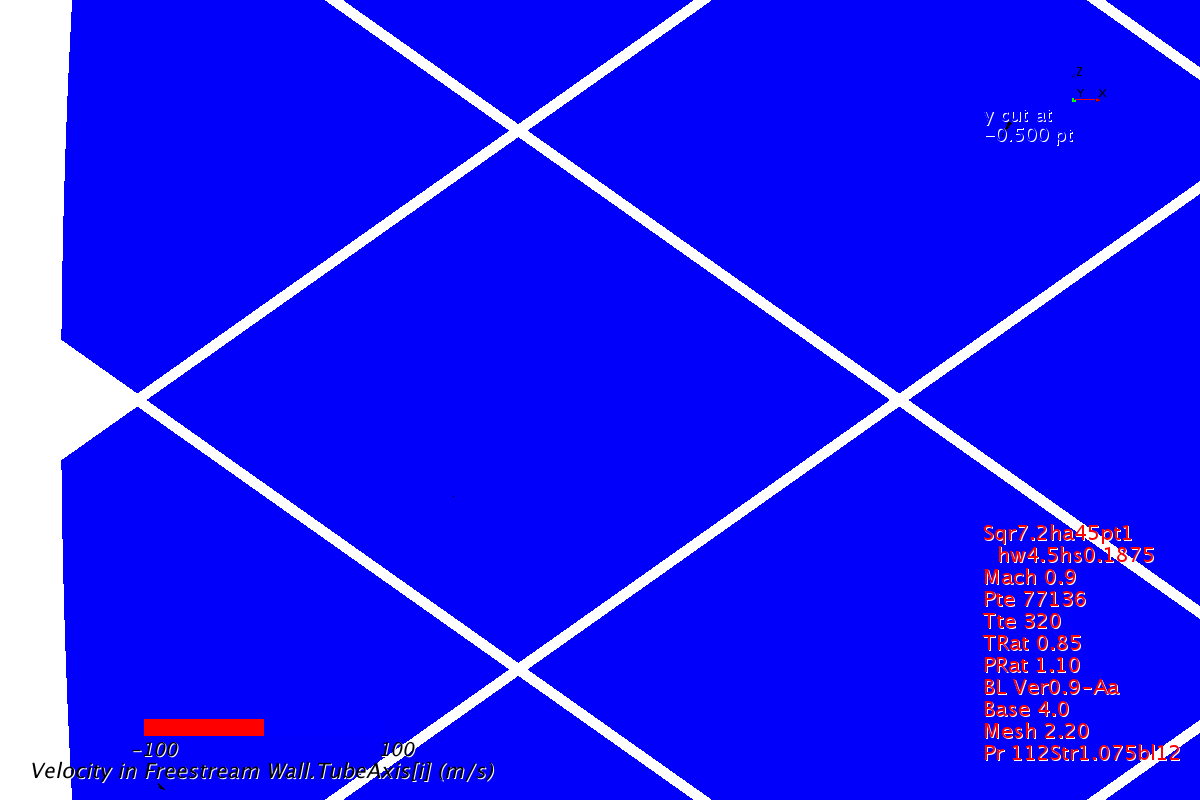 Z
Y X
y cut at
-0.500 pt
Sqr7.2ha45pt1
hw4.5hs0.1875
Mach 0.9
Pte 77136
Tte 320
TRat 0.85
PRat 1.10
BL Ver0.9-Aa
Base 4.0
Mesh 2.20
Pr 112Str1.075bl12
-100 100
Velocity in Freestream Wall.TubeAxis[i] (m/s)